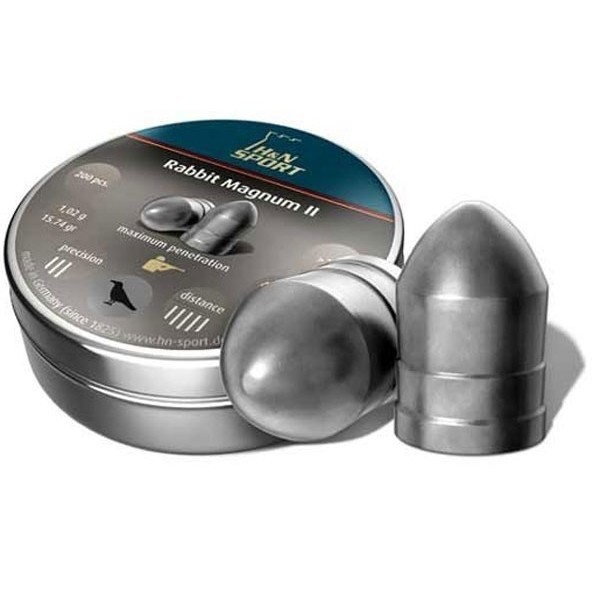 H&N
SPORT
Rabbit Magnum II
200 pcs.
1,02 g
15,74 gr
maximum penetration
precision
distance
made in Germany (since 1825) www.hn-sport.de